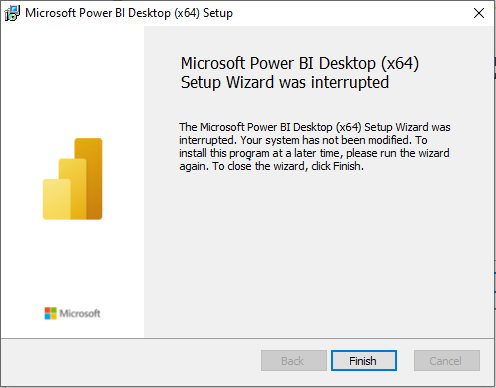 Microsoft Power BI Desktop (x64) Setup
Microsoft Power BI Desktop (x64)
Setup Wizard was interrupted
The Microsoft Power BI Desktop (x64) Setup Wizard was
interrupted. Your system has not been modified. To
install this program at a later time, please run the wizard
again. To close the wizard, click Finish.
Microsoft
Back
Finish
Cancel